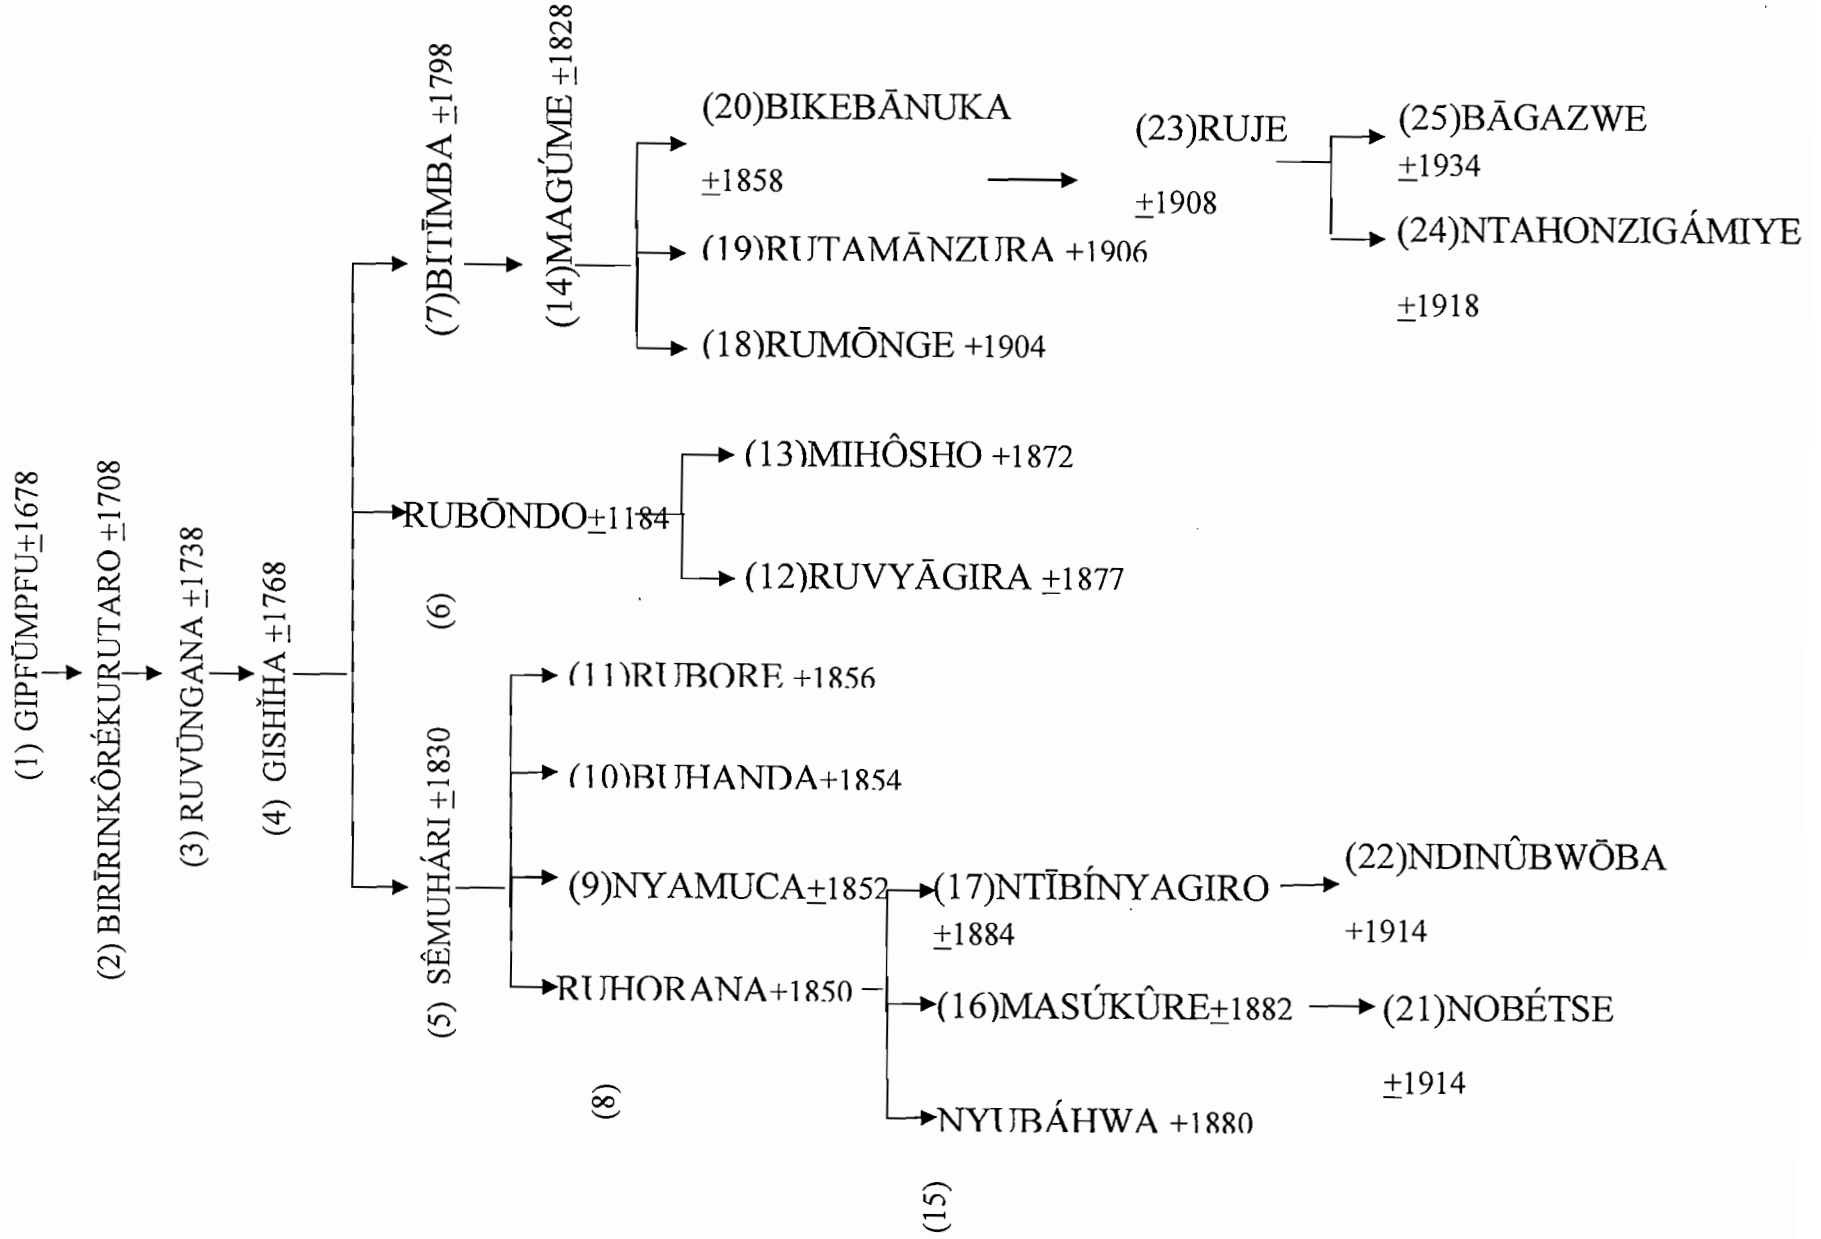 (1) GIPFŪMPFU±1678
(2) BIRĪRINKÔRÉKURUTARO ±1708
(3) RUVŪNGANA ±1738
(4) GISHǏHA ±1768
(7)BITĪMBA ±1798
(14)MAGÚME ±1828
(20)BIKEBĀNUKA
±1858
(23)RUJE
±1908
(25)BĀGAZWE
±1934
(24)NTAHONZIGÁMIYE
±1918
(19)RUTAMĀNZURA +1906
(18)RUMŌNGE +1904
RUBŌNDO±1184
(6)
(13)MIHÔSHO +1872
(12)RUVYĀGIRA ±1877
(5) SÊMUHÁRI ±1830
(11)RUBORE +1856
(10)BUHANDA+1854
(9)NYAMUCA±1852
RUHORANA+1850
(8)
(17)NTĪBÍNYAGIRO
±1884
(22)NDINÛBWŌBA
+1914
(16)MASÚKÛRE±1882
(21)NOBÉTSE
±1914
NYUBÁHWA +1880
(15)